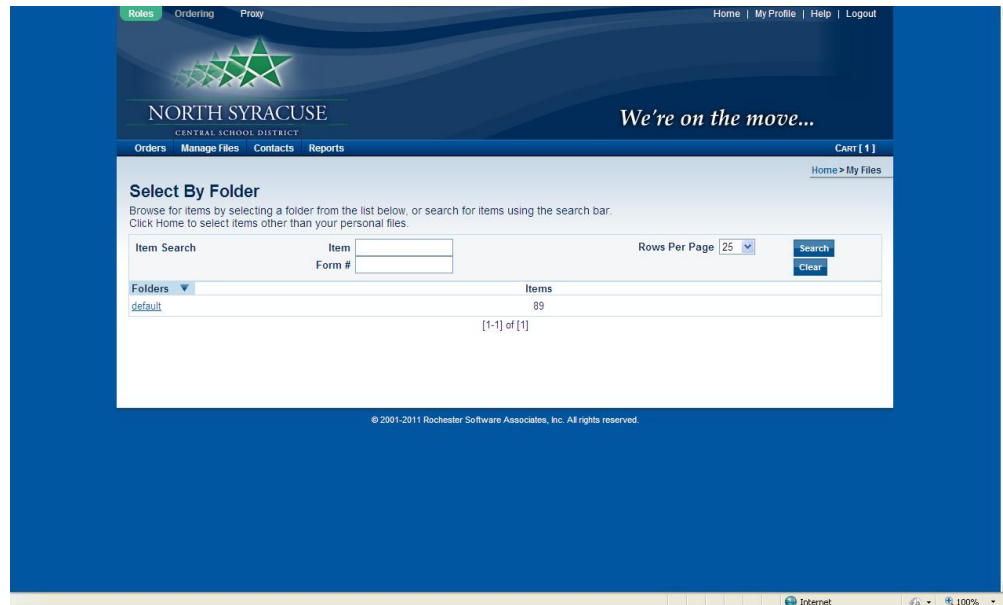 Roles Ordering Proxy Home | My Profile | Help | Logout
NORTH SYRACUSE
CENTRAL SCHOOL DISTRICT
We're on the move...
Orders Manage Files Contacts Reports CART [ 1 ]
Home > My Files
Select By Folder
Browse for items by selecting a folder from the list below, or search for items using the search bar.
Click Home to select items other than your personal files.
Item Search Item Rows Per Page 25 Search
Form # Clear
Folders Items
default 89
[1-1] of [1]
© 2001-2011 Rochester Software Associates, Inc. All rights reserved.
Internet 100%